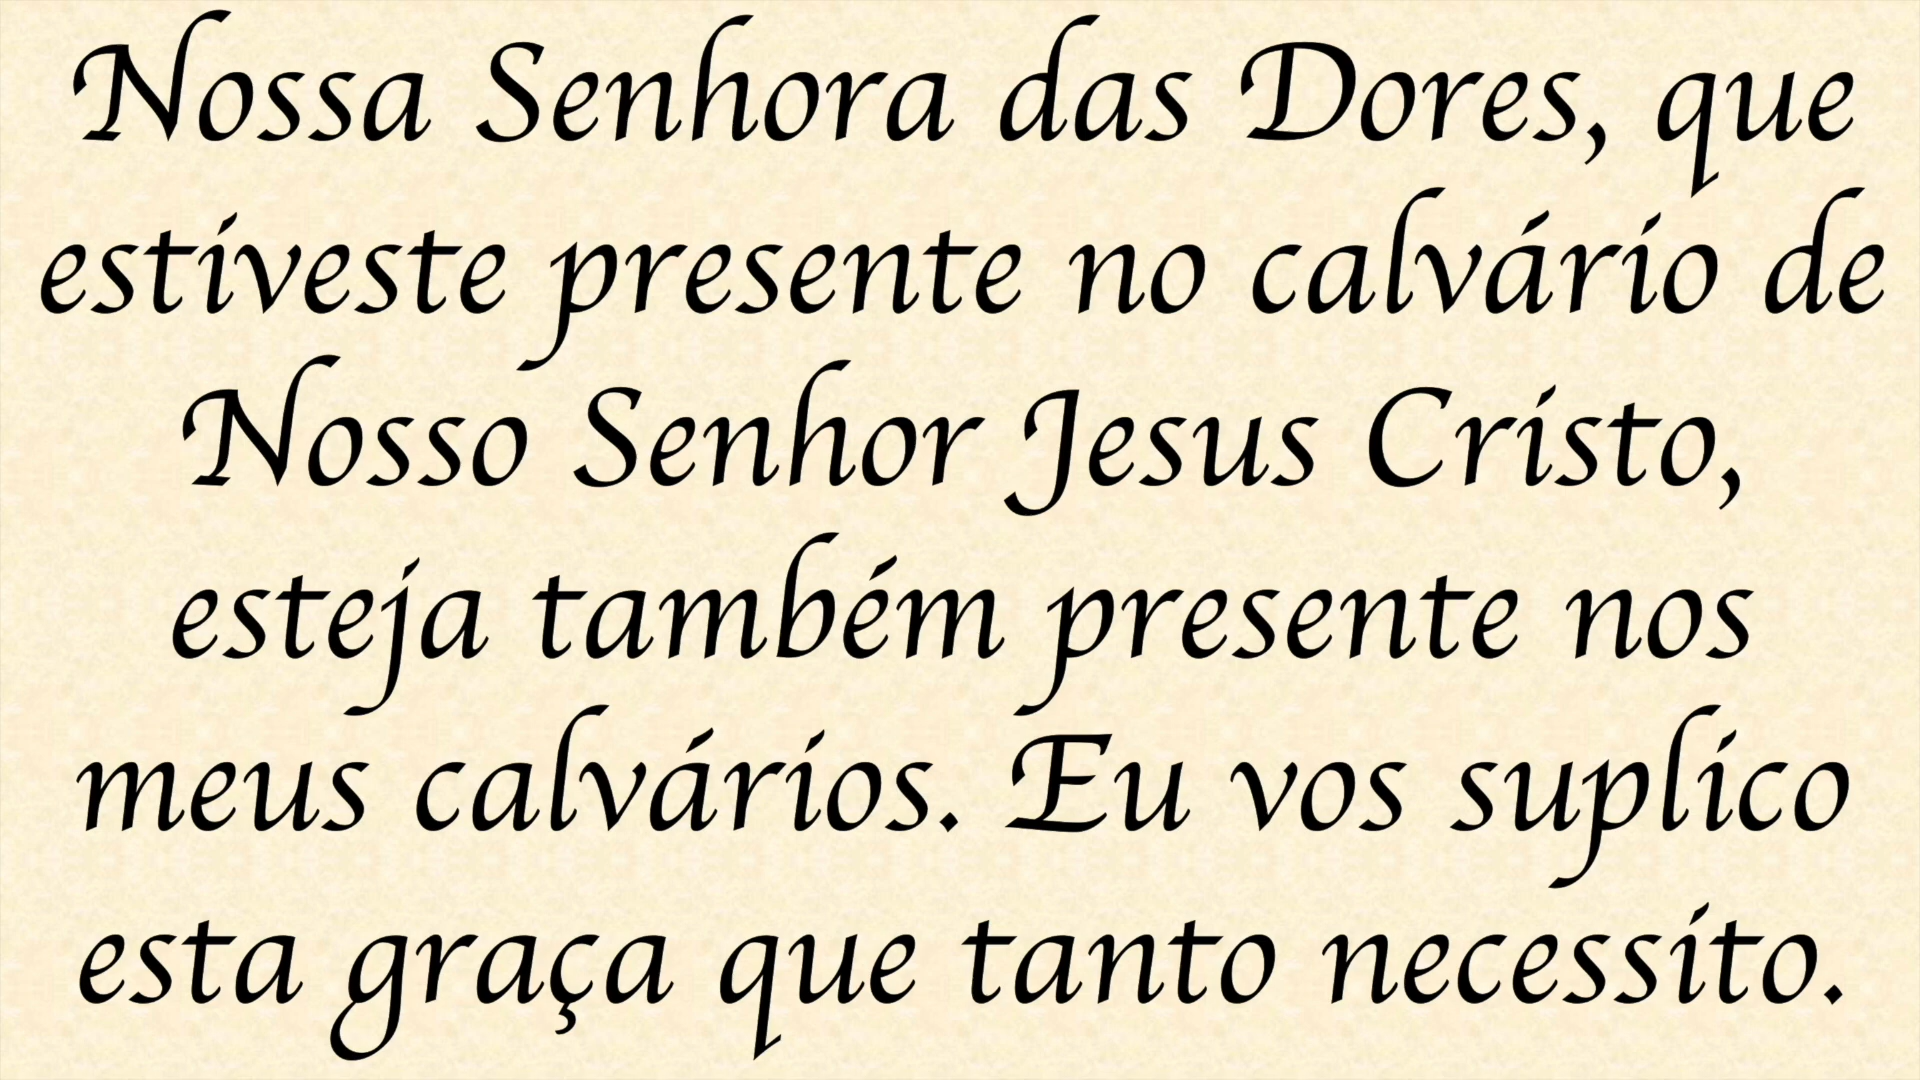 Nossa Senhora das Dores, que
estiveste presente no calvário de
Nosso Senhor Jesus Cristo,
esteja também presente nos
meus calvários. Eu vos suplico
esta graça que tanto necessito.